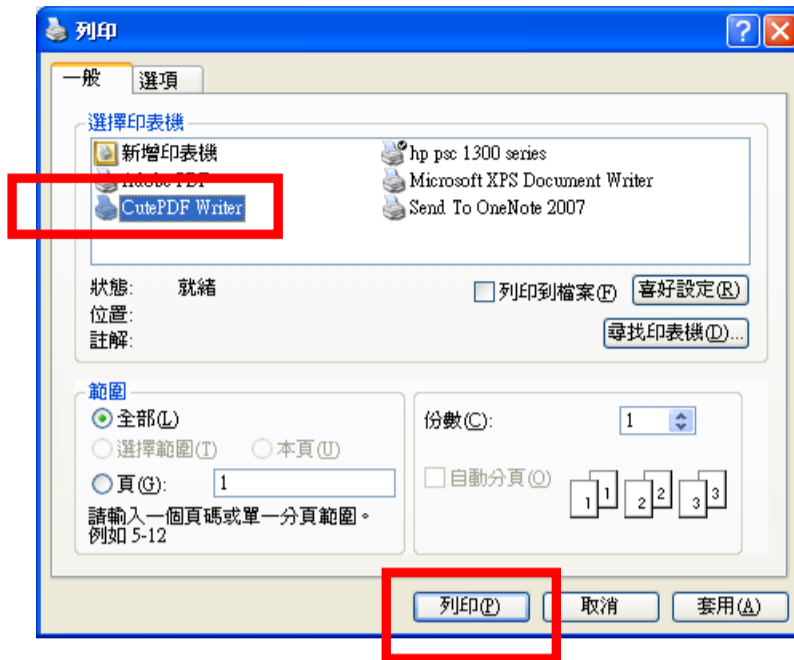 列印
一般 選項
選擇印表機
新增印表機 hp psc 1300 series
Adobe PDF Microsoft XPS Document Writer
CutePDF Writer Send To OneNote 2007
狀態: 就緒 列印到檔案(F) 喜好設定(R)
位置:
註解: 尋找印表機(D)...
範圍
全部(L) 份數(C): 1
選擇範圍(T) 本頁(U)
頁(G): 1 自動分頁(O) 1 1 2 2 3 3
請輸入一個頁碼或單一分頁範圍。
例如 5-12
列印(P) 取消 套用(A)